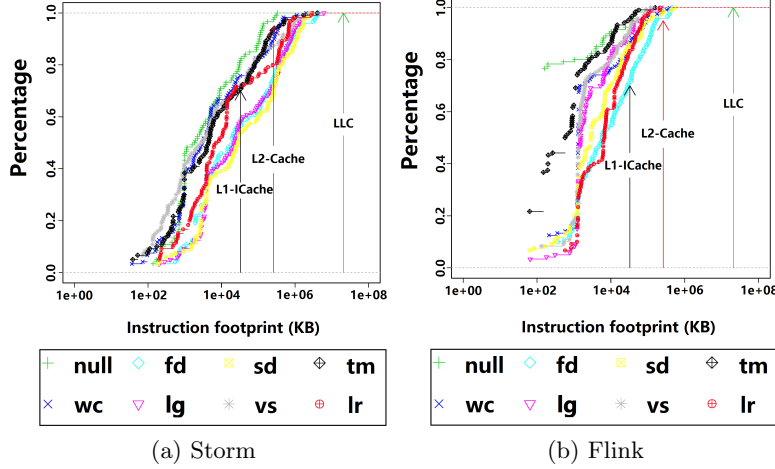 Percentage
1.0
0.8
0.6
0.4
0.2
0.0
LLC
L2-Cache
L1-ICache
1e+00 1e+02 1e+04 1e+06 1e+08
Instruction footprint (KB)
null fd sd tm
wc lg vs lr
(a) Storm
Percentage
1.0
0.8
0.6
0.4
0.2
0.0
LLC
L2-Cache
L1-ICache
1e+00 1e+02 1e+04 1e+06 1e+08
Instruction footprint (KB)
null fd sd tm
wc lg vs lr
(b) Flink